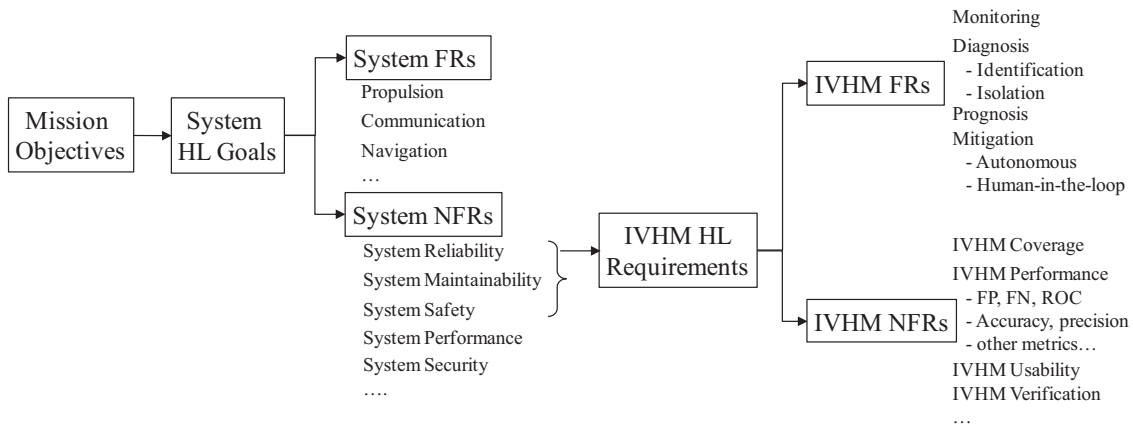 Mission
Objectives
System
HL Goals
System FRs
Propulsion
Communication
Navigation
…
System NFRs
System Reliability
System Maintainability
System Safety
System Performance
System Security
….
IVHM HL
Requirements
IVHM FRs
Monitoring
Diagnosis
- Identification
- Isolation
Prognosis
Mitigation
- Autonomous
- Human-in-the-loop
IVHM NFRs
IVHM Coverage
IVHM Performance
- FP, FN, ROC
- Accuracy, precision
- other metrics…
IVHM Usability
IVHM Verification
…